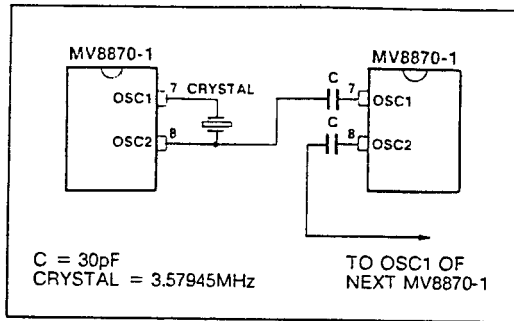 MV8870-1
MV8870-1
7
CRYSTAL
C
7
OSC1
OSC1
8
C
8
OSC2
OSC2
C = 30pF
CRYSTAL = 3.57945MHz
TO OSC1 OF
NEXT MV8870-1